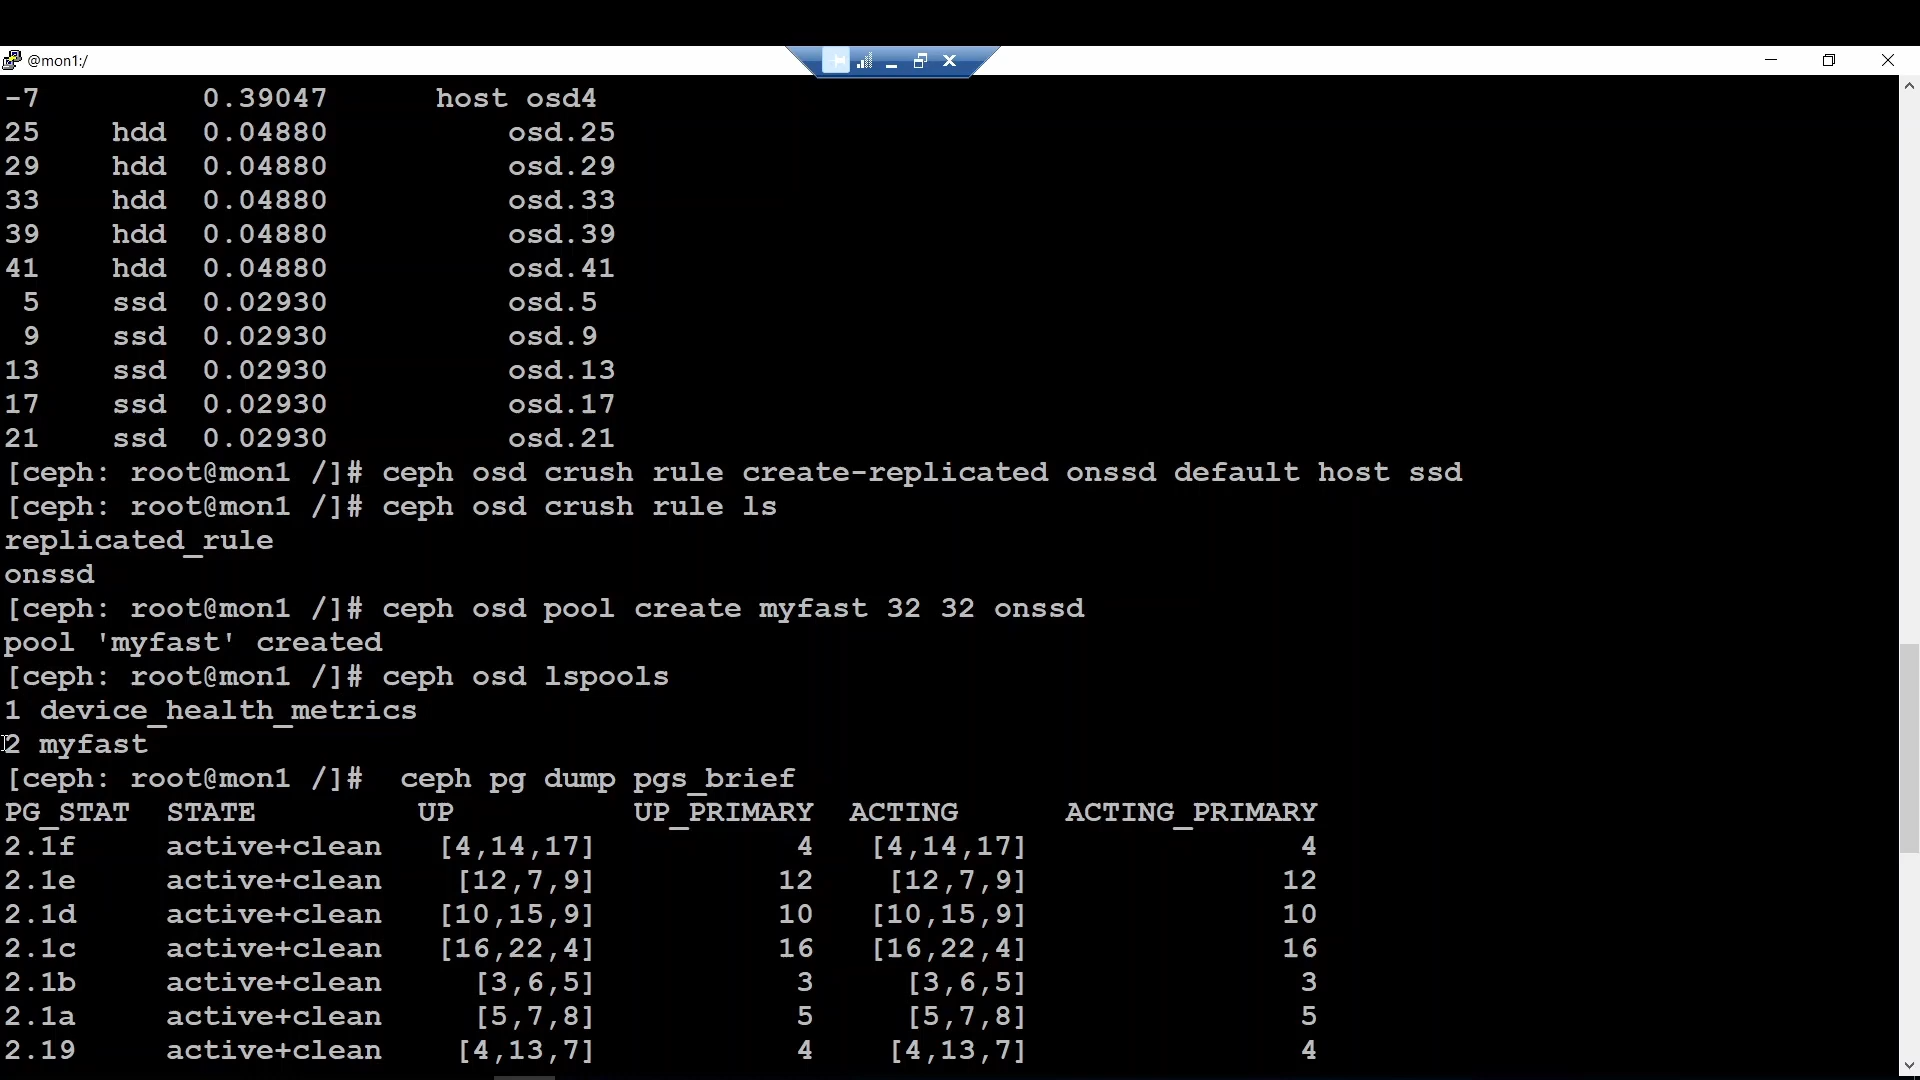 @mon1:/
-7 0.39047 host osd4
25 hdd 0.04880 osd.25
29 hdd 0.04880 osd.29
33 hdd 0.04880 osd.33
39 hdd 0.04880 osd.39
41 hdd 0.04880 osd.41
5 ssd 0.02930 osd.5
9 ssd 0.02930 osd.9
13 ssd 0.02930 osd.13
17 ssd 0.02930 osd.17
21 ssd 0.02930 osd.21
[ceph: root@mon1 /]# ceph osd crush rule create-replicated onssd default host ssd
[ceph: root@mon1 /]# ceph osd crush rule ls
replicated_rule
onssd
[ceph: root@mon1 /]# ceph osd pool create myfast 32 32 onssd
pool 'myfast' created
[ceph: root@mon1 /]# ceph osd lspools
1 device_health_metrics
2 myfast
[ceph: root@mon1 /]#  ceph pg dump pgs_brief
PG_STAT STATE UP UP_PRIMARY ACTING ACTING_PRIMARY
2.1f active+clean [4,14,17] 4 [4,14,17] 4
2.1e active+clean [12,7,9] 12 [12,7,9] 12
2.1d active+clean [10,15,9] 10 [10,15,9] 10
2.1c active+clean [16,22,4] 16 [16,22,4] 16
2.1b active+clean [3,6,5] 3 [3,6,5] 3
2.1a active+clean [5,7,8] 5 [5,7,8] 5
2.19 active+clean [4,13,7] 4 [4,13,7] 4